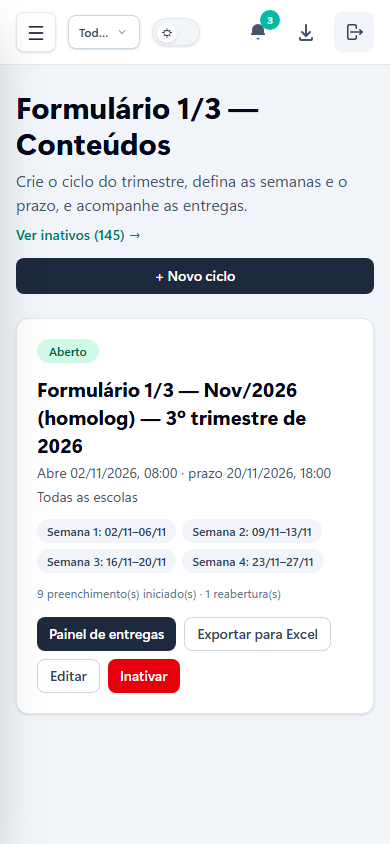 Tod...
3
Formulário 1/3 —
Conteúdos
Crie o ciclo do trimestre, defina as semanas e o
prazo, e acompanhe as entregas.
Ver inativos (145) →
+ Novo ciclo
Aberto
Formulário 1/3 — Nov/2026
(homolog) — 3º trimestre de
2026
Abre 02/11/2026, 08:00 · prazo 20/11/2026, 18:00
Todas as escolas
Semana 1: 02/11–06/11
Semana 2: 09/11–13/11
Semana 3: 16/11–20/11
Semana 4: 23/11–27/11
9 preenchimento(s) iniciado(s) · 1 reabertura(s)
Painel de entregas
Exportar para Excel
Editar
Inativar